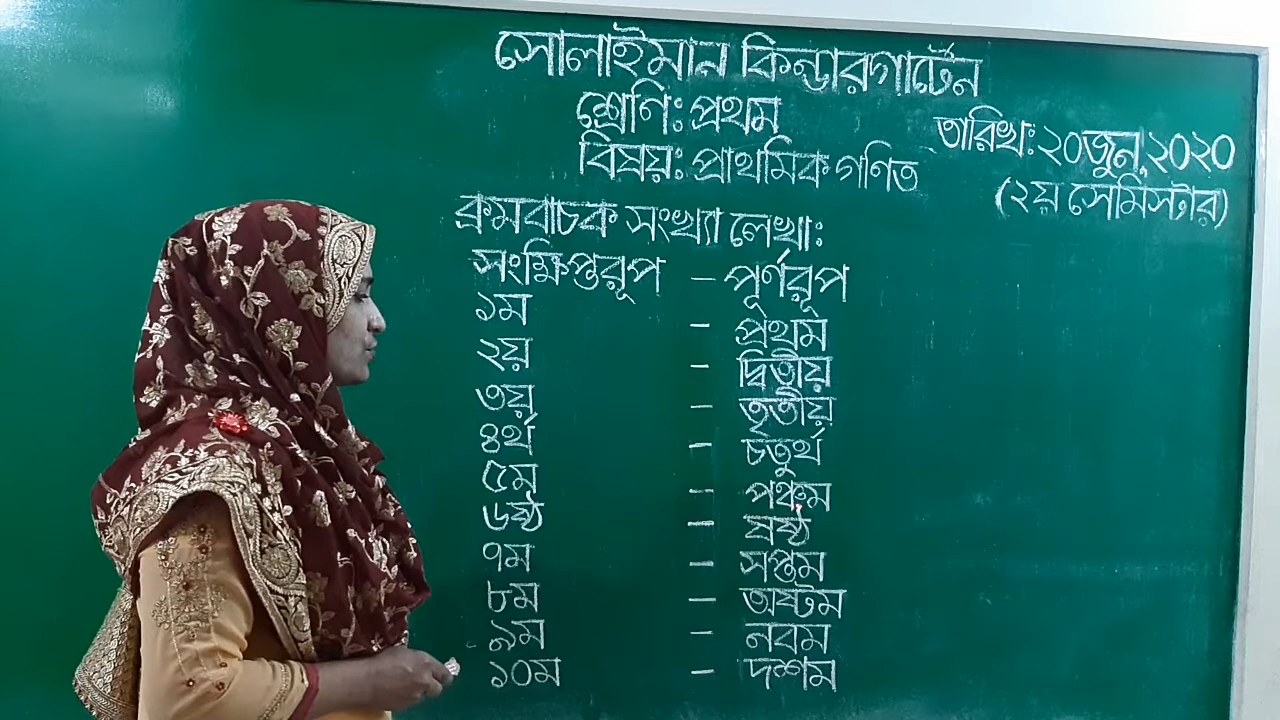 সোলাইমান কিন্ডারগার্টেন
শ্রেণিঃ প্রথম
তারিখঃ ২০জুন, ২০২০
বিষয়ঃ প্রাথমিক গণিত
(২য় সেমিস্টার)
ক্রমবাচক সংখ্যা লেখাঃ
সংক্ষিপ্তরূপ – পূর্ণরূপ
১ম – প্রথম
২য় – দ্বিতীয়
৩য় – তৃতীয়
৪র্থ – চতুর্থ
৫ম – পঞ্চম
৬ষ্ঠ – ষষ্ঠ
৭ম – সপ্তম
৮ম – অষ্টম
৯ম – নবম
১০ম – দশম